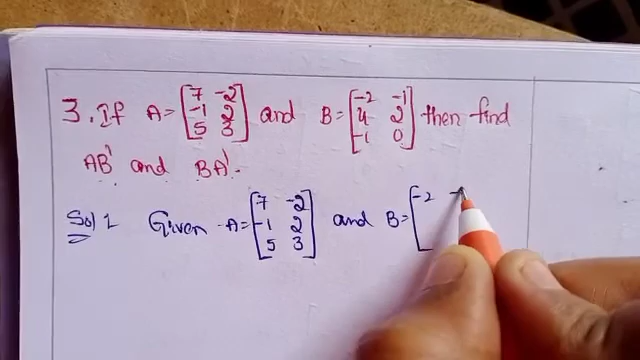 3. If A=[7 -2 -1 2 5 3] and B=[-2 -1 4 2 -1 0] then find
AB' and BA'.
Sol Given A=[7 -2 -1 2 5 3] and B=[-2 -